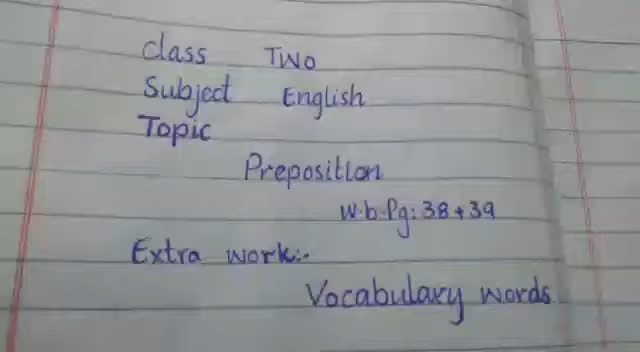 Class Two
Subject English
Topic
Preposition
W.b.Pg: 38 + 39
Extra work:-
Vocabulary words